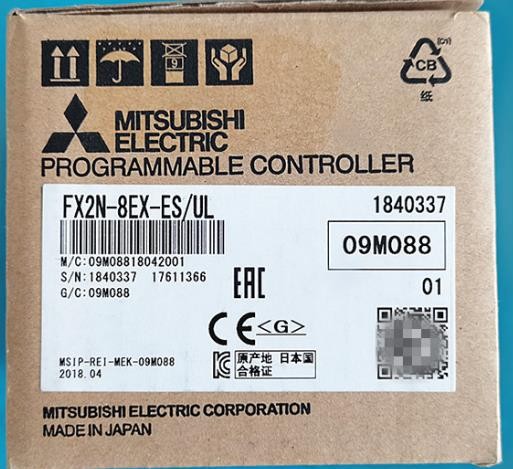 9
CB
纸
MITSUBISHI
ELECTRIC
PROGRAMMABLE CONTROLLER
FX2N-8EX-ES/UL
1840337
M/C:09M08818042001
09M088
S/N:1840337 17611366
G/C:09M088
EAC
01
CE <G>
MSIP-REI-MEK-09M088
2018.04
原产地 日本国
合格证
MITSUBISHI ELECTRIC CORPORATION
MADE IN JAPAN